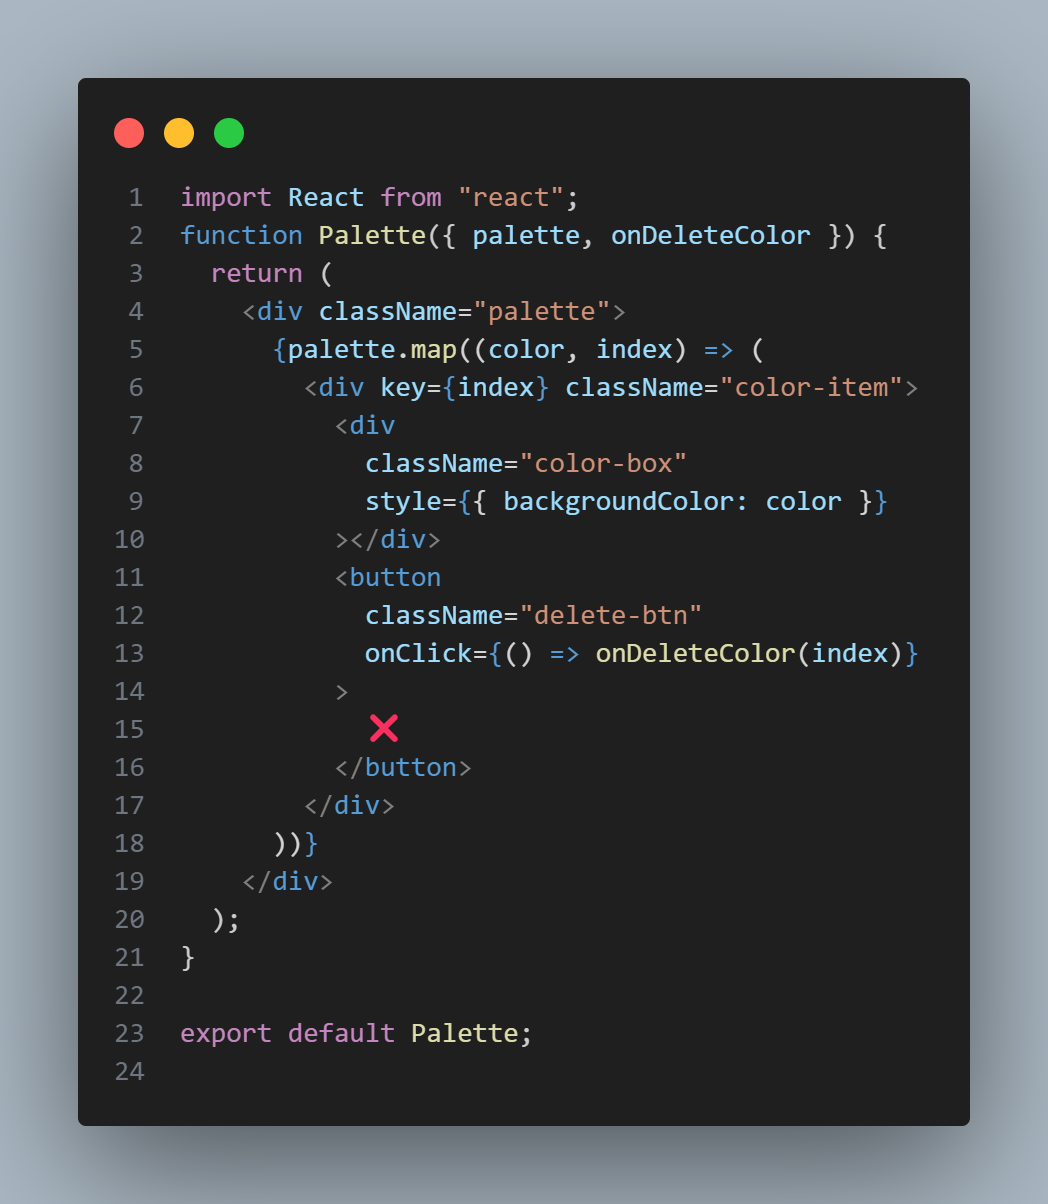 1 import React from "react";
2 function Palette({ palette, onDeleteColor }) {
3   return (
4     <div className="palette">
5       {palette.map((color, index) => (
6         <div key={index} className="color-item">
7           <div
8             className="color-box"
9             style={{ backgroundColor: color }}
10           ></div>
11           <button
12             className="delete-btn"
13             onClick={() => onDeleteColor(index)}
14           >
15             ❌
16           </button>
17         </div>
18       ))}
19     </div>
20   );
21 }
22
23 export default Palette;
24